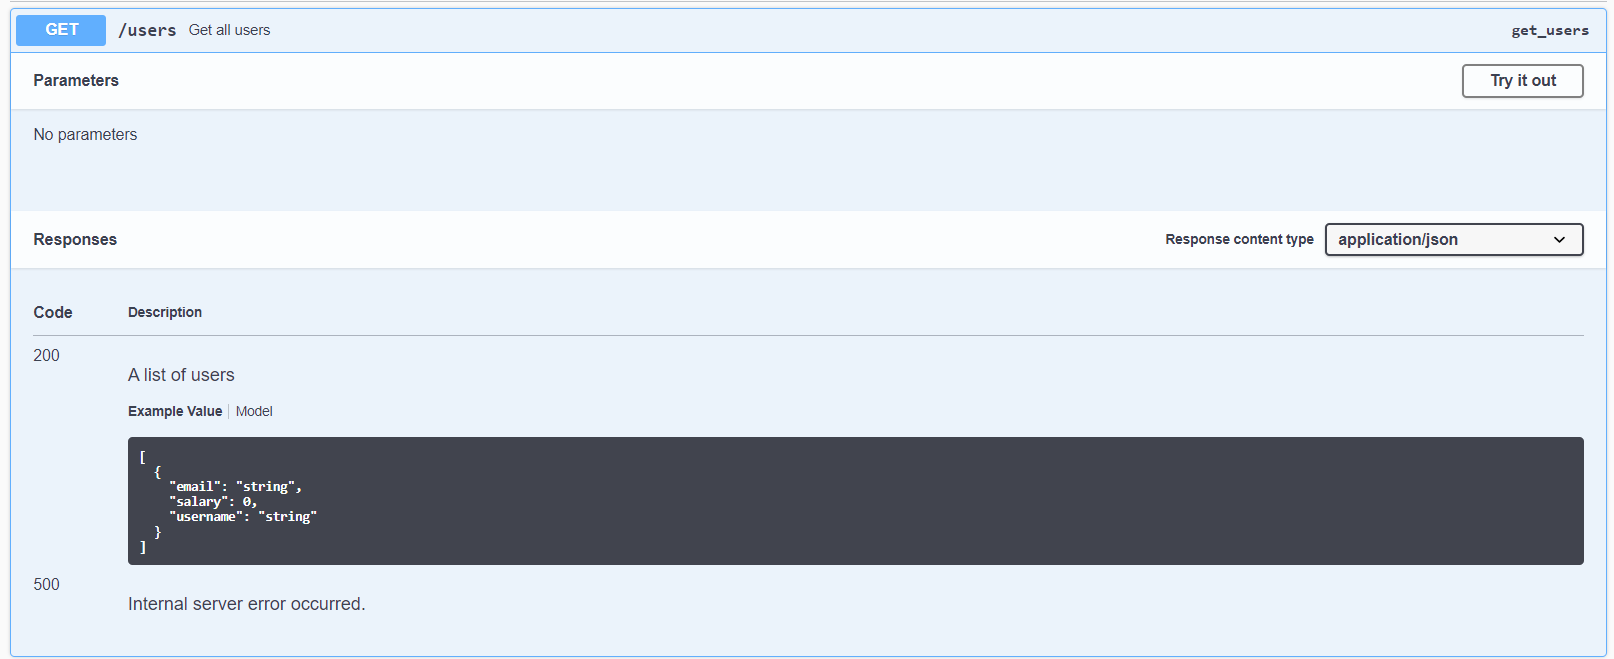 GET /users Get all users get_users
Parameters Try it out
No parameters
Responses Response content type application/json
Code Description
200
A list of users
Example Value Model
[
{
"email": "string",
"salary": 0,
"username": "string"
}
]
500
Internal server error occurred.